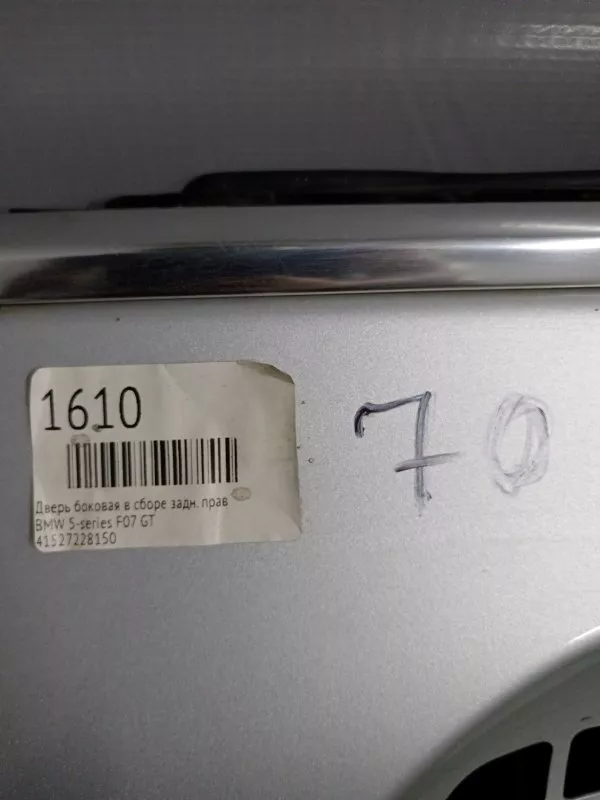 1610
Дверь боковая в сборе задн. прав
BMW 5-series F07 GT
41527228150
70